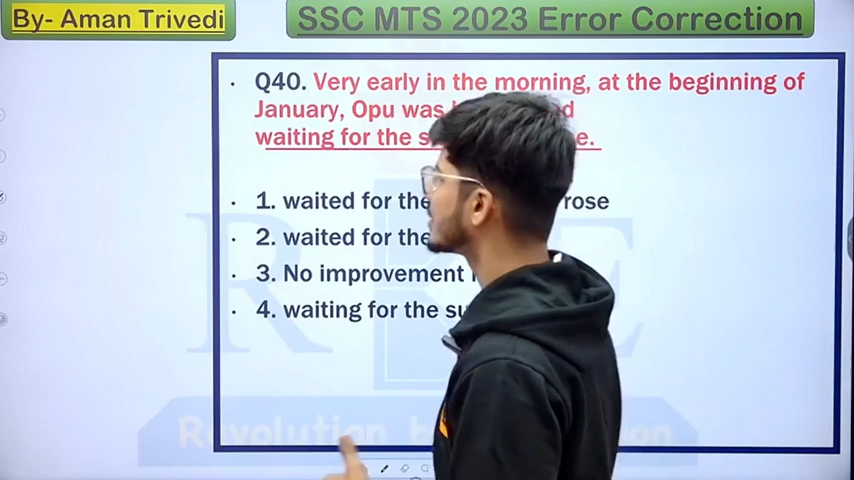 By- Aman Trivedi
SSC MTS 2023 Error Correction
Q40. Very early in the morning, at the beginning of
January, Opu was
waiting for the
1. waited for the rose
2. waited for the
3. No improvement
4. waiting for the
R E
Revolution